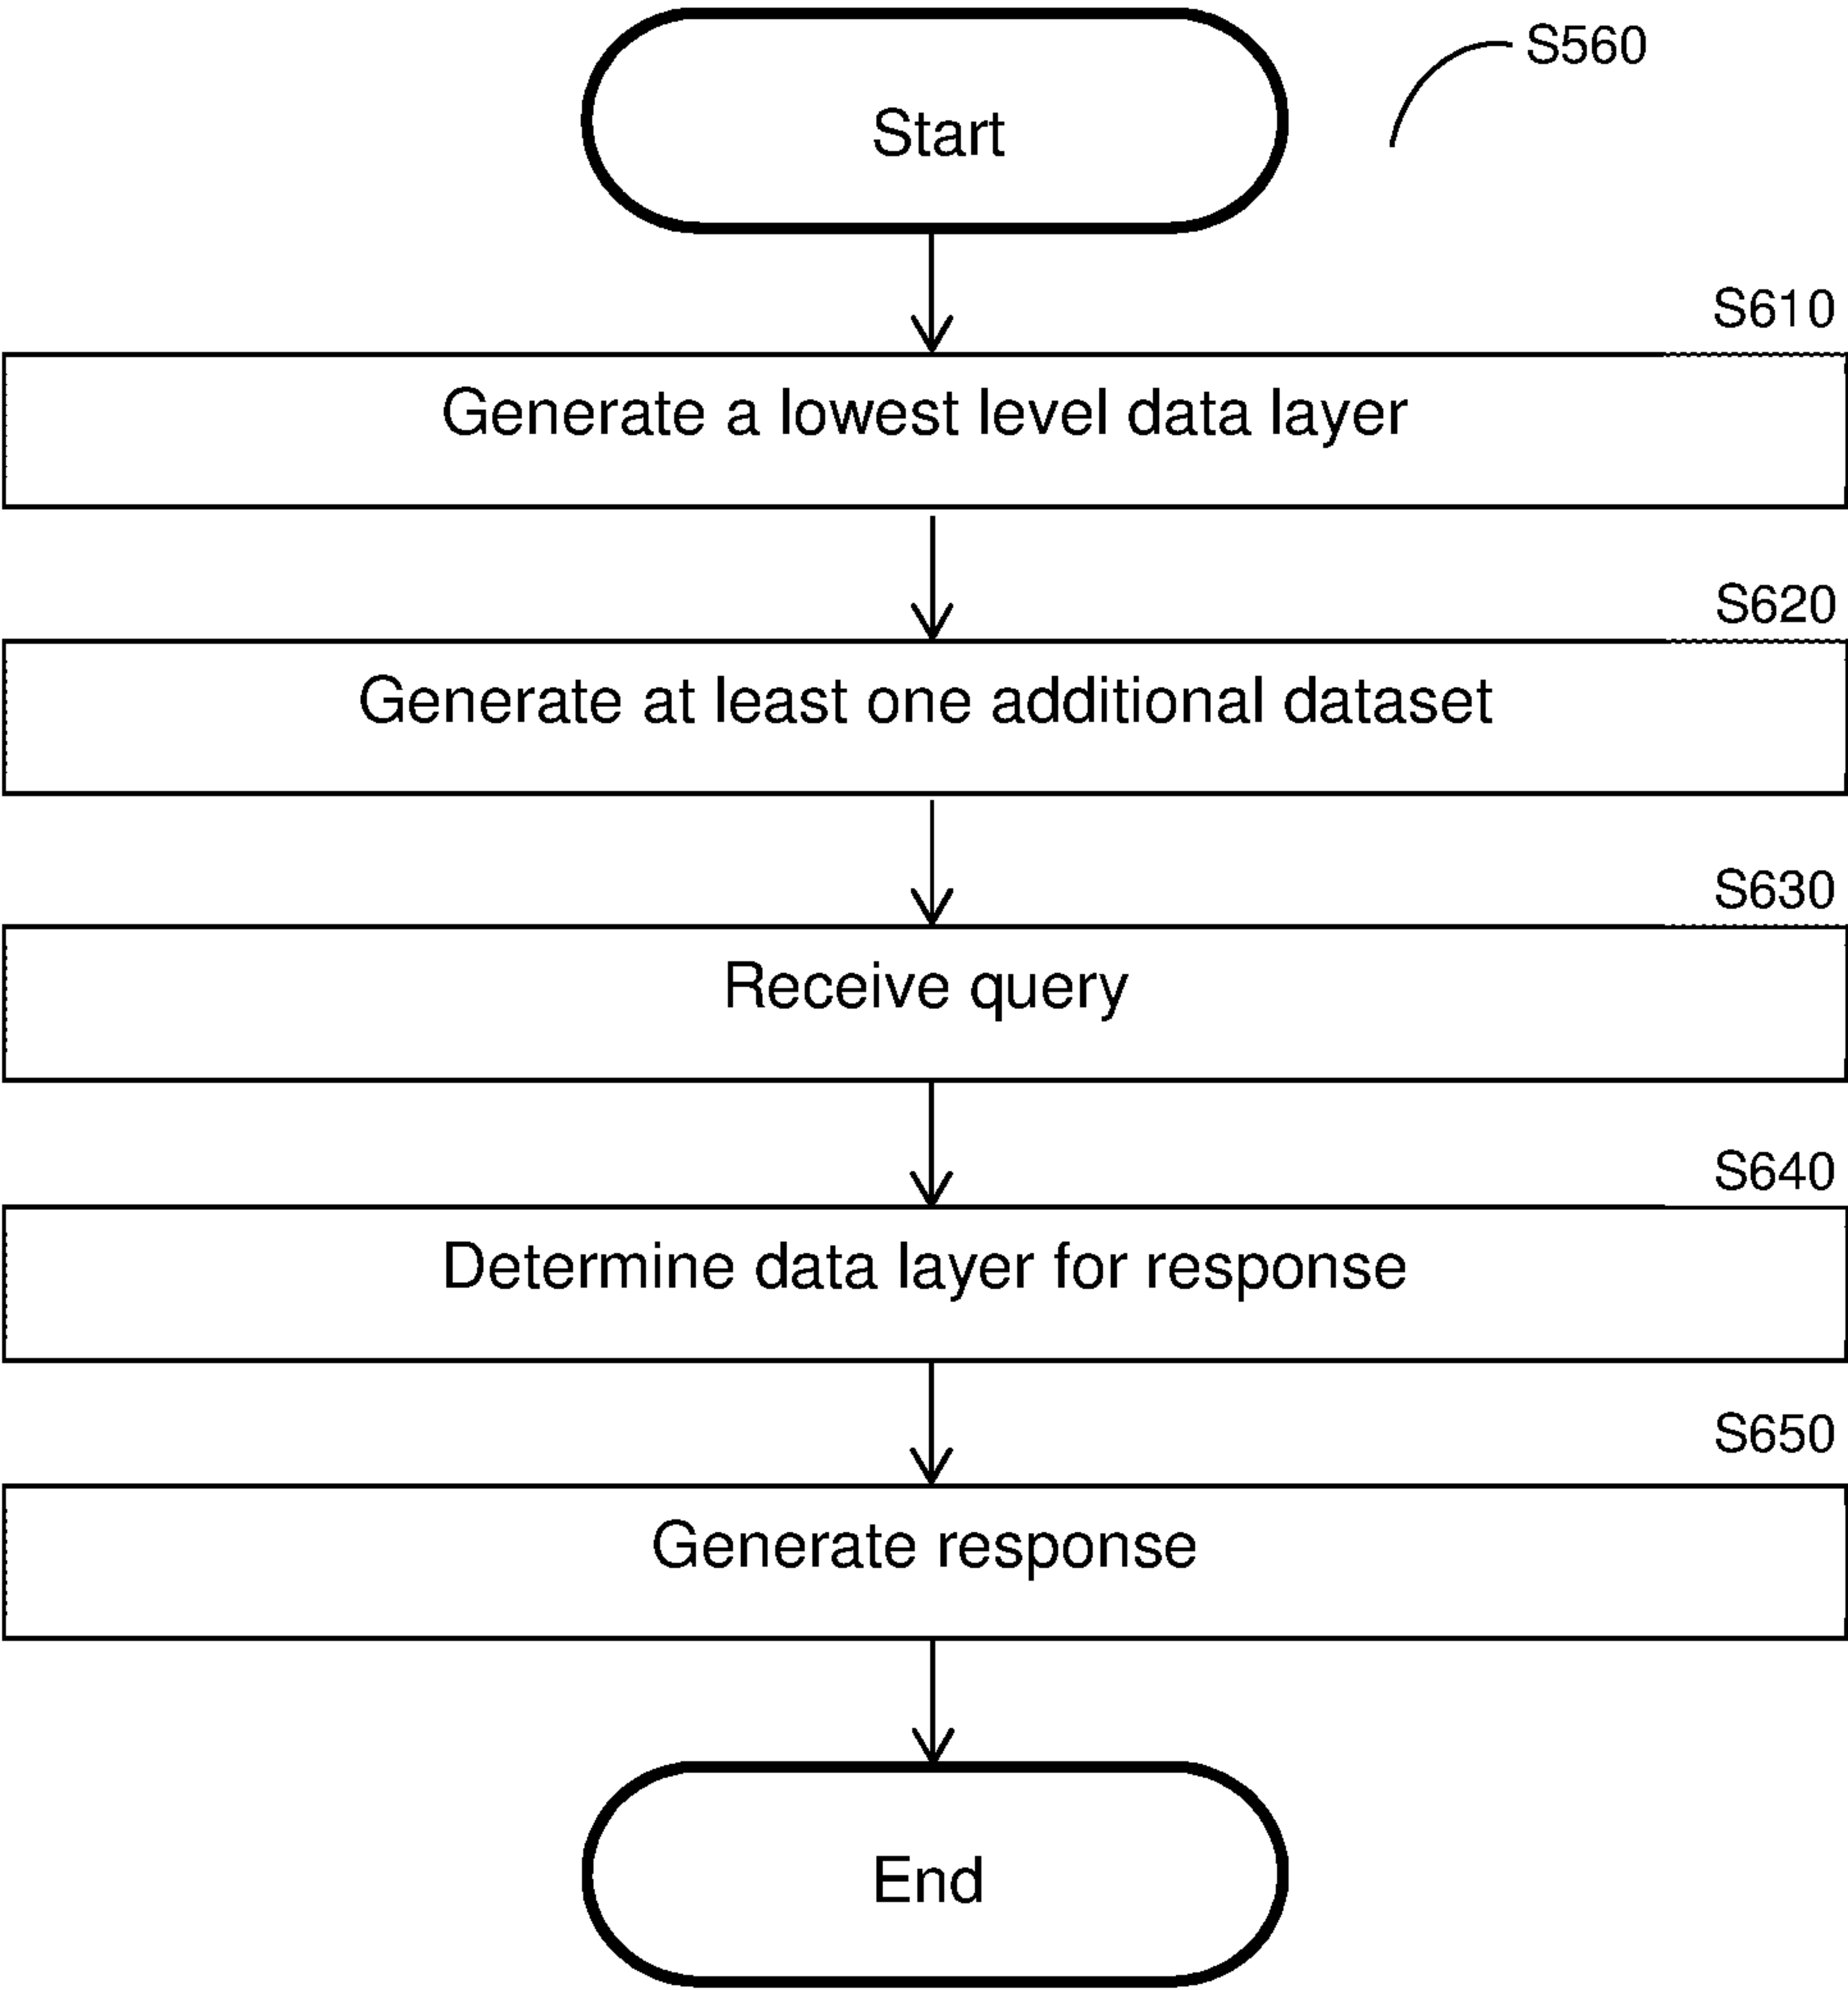 Start
S560
S610
Generate a lowest level data layer
S620
Generate at least one additional dataset
S630
Receive query
S640
Determine data layer for response
S650
Generate response
End